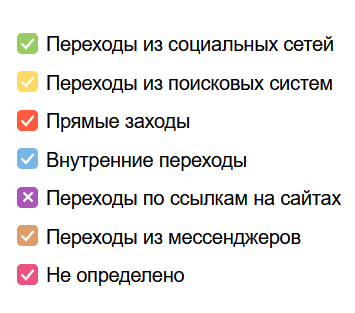 Переходы из социальных сетей
Переходы из поисковых систем
Прямые заходы
Внутренние переходы
Переходы по ссылкам на сайтах
Переходы из мессенджеров
Не определено